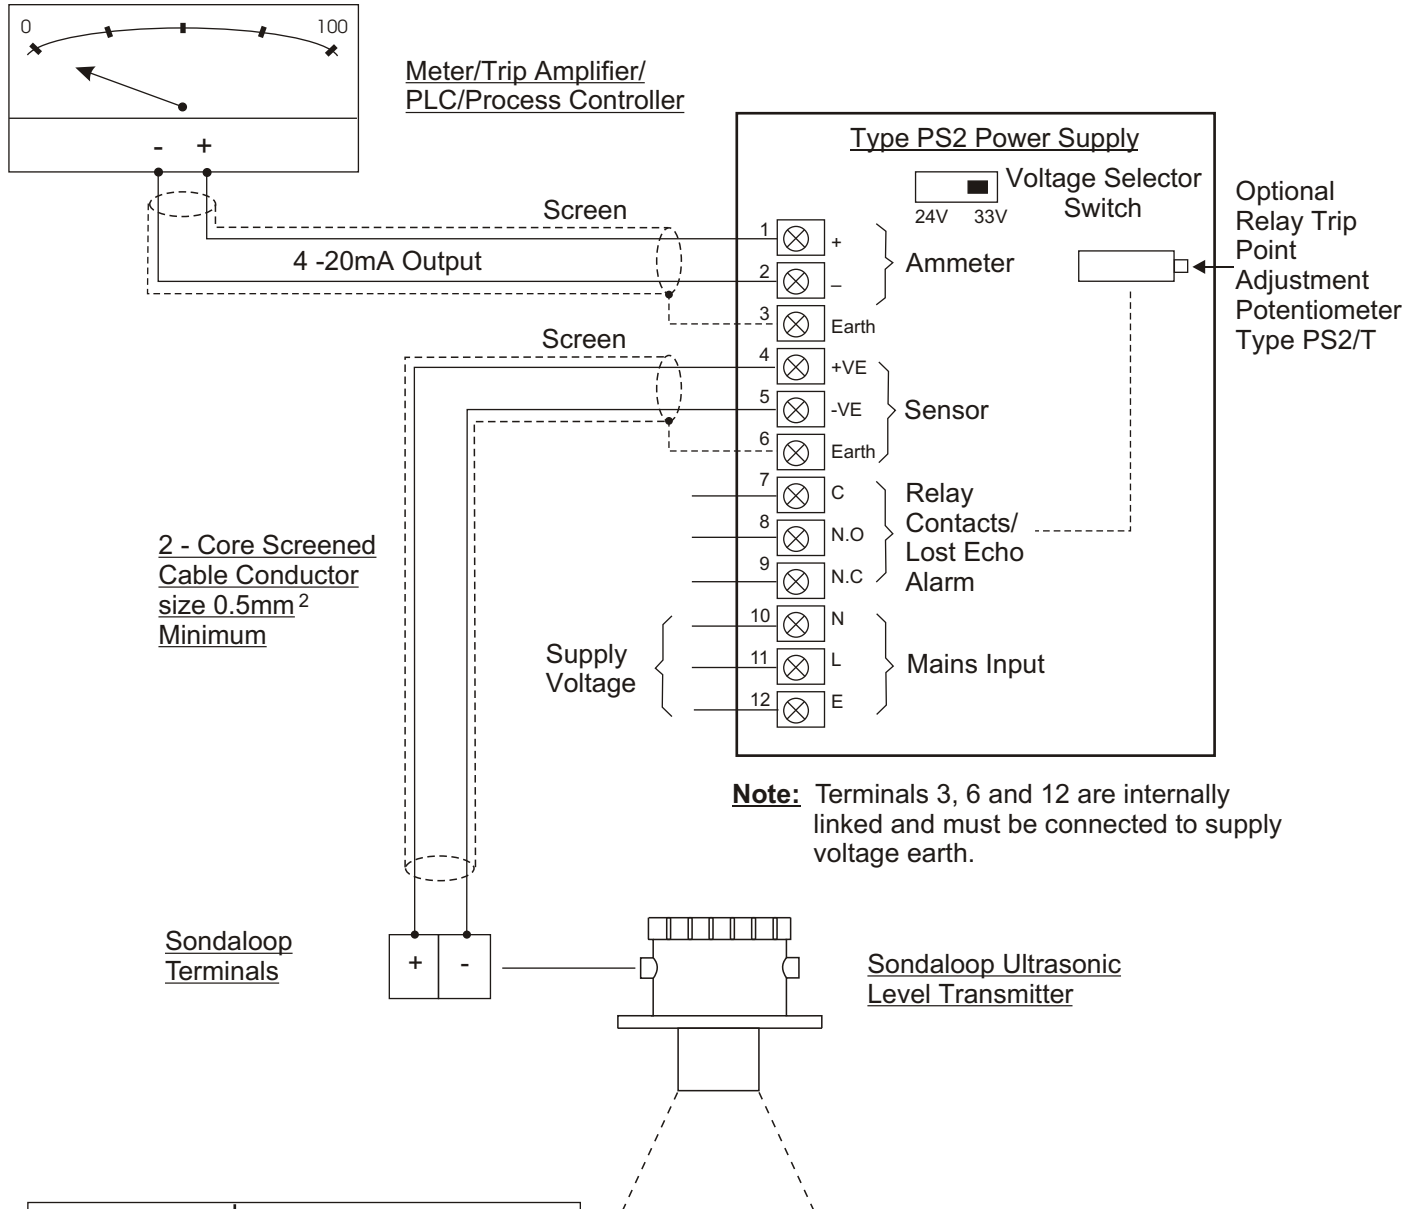 0 100
- +
Meter/Trip Amplifier/
PLC/Process Controller
Type PS2 Power Supply
Voltage Selector
Switch
24V 33V
Optional
Relay Trip
Point
Adjustment
Potentiometer
Type PS2/T
Screen
4 -20mA Output
1 +
2 –
3 Earth
Ammeter
Screen
4 +VE
5 -VE
6 Earth
Sensor
7 C
8 N.O
9 N.C
Relay
Contacts/
Lost Echo
Alarm
2 - Core Screened
Cable Conductor
size 0.5mm 2
Minimum
Supply
Voltage
10 N
11 L
12 E
Mains Input
Note: Terminals 3, 6 and 12 are internally
linked and must be connected to supply
voltage earth.
Sondaloop
Terminals
+ -
Sondaloop Ultrasonic
Level Transmitter